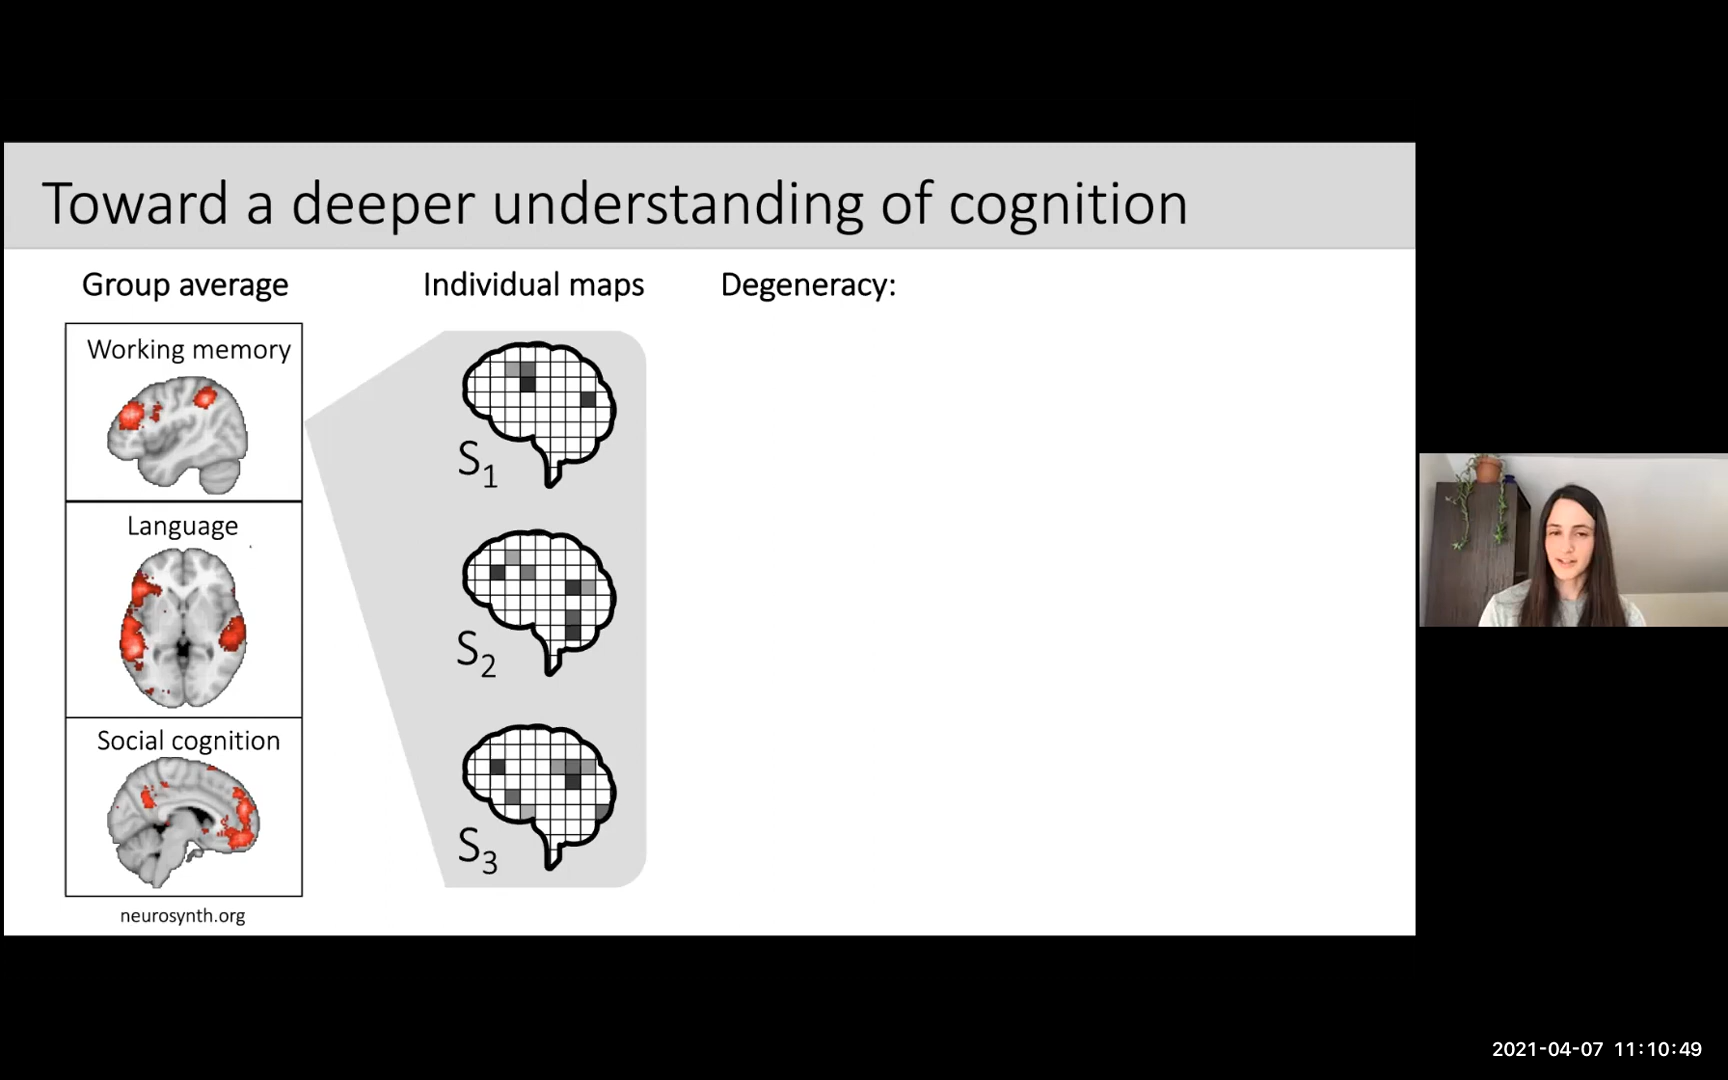 Toward a deeper understanding of cognition
Group average
Individual maps
Degeneracy:
Working memory
Language
Social cognition
neurosynth.org
S1
S2
S3
2021-04-07 11:10:49